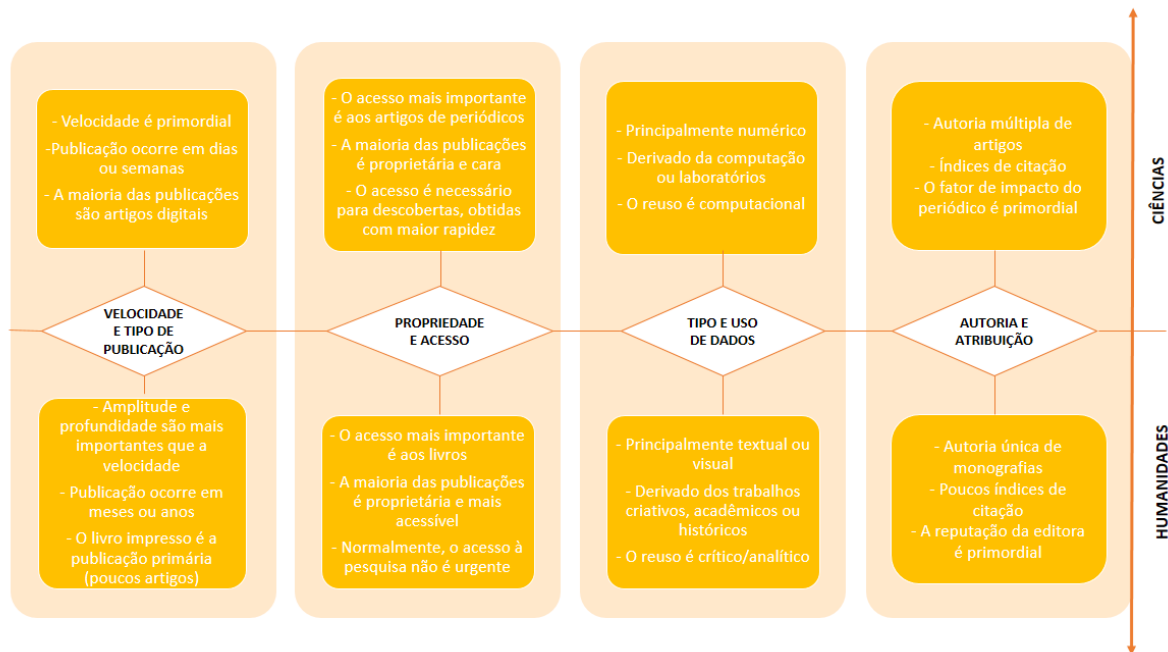 - Velocidade é primordial
-Publicação ocorre em dias
ou semanas
- A maioria das publicações
são artigos digitais
- O acesso mais importante
é aos artigos de periódicos
- A maioria das publicações
é proprietária e cara
- O acesso é necessário
para descobertas, obtidas
com maior rapidez
- Principalmente numérico
- Derivado da computação
ou laboratórios
- O reuso é computacional
- Autoria múltipla de
artigos
- Índices de citação
- O fator de impacto do
periódico é primordial
CIÊNCIAS
VELOCIDADE
E TIPO DE
PUBLICAÇÃO
PROPRIEDADE
E ACESSO
TIPO E USO
DE DADOS
AUTORIA E
ATRIBUIÇÃO
- Amplitude e
profundidade são mais
importantes que a
velocidade
- Publicação ocorre em
meses ou anos
- O livro impresso é a
publicação primária
(poucos artigos)
- O acesso mais importante
é aos livros
- A maioria das publicações
é proprietária e mais
acessível
- Normalmente, o acesso à
pesquisa não é urgente
- Principalmente textual ou
visual
- Derivado dos trabalhos
criativos, acadêmicos ou
históricos
- O reuso é crítico/analítico
- Autoria única de
monografias
- Poucos índices de
citação
- A reputação da editora
é primordial
HUMANIDADES